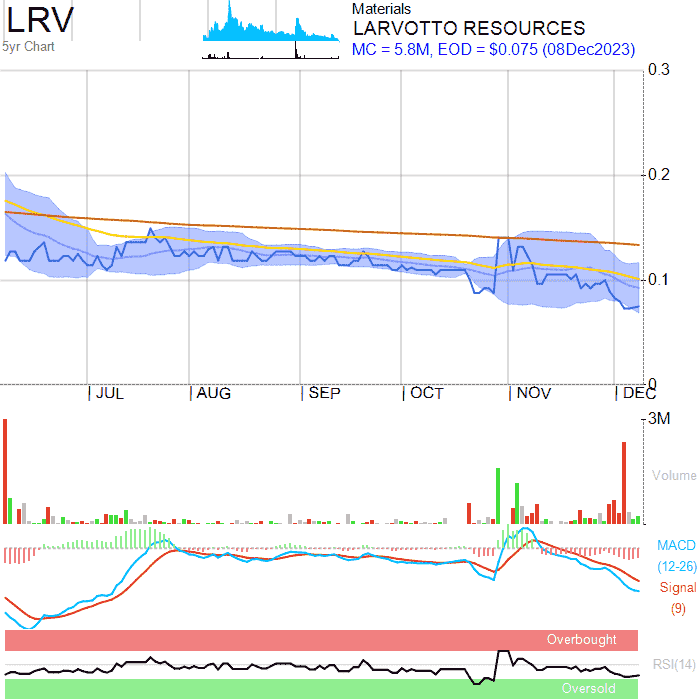 LRV
5yr Chart
Materials
LARVOTTO RESOURCES
MC = 5.8M, EOD = $0.075 (08Dec2023)
0.3
0.2
0.1
0
JUL AUG SEP OCT NOV DEC
3M
Volume
MACD
(12-26)
Signal
(9)
Overbought
RSI(14)
Oversold